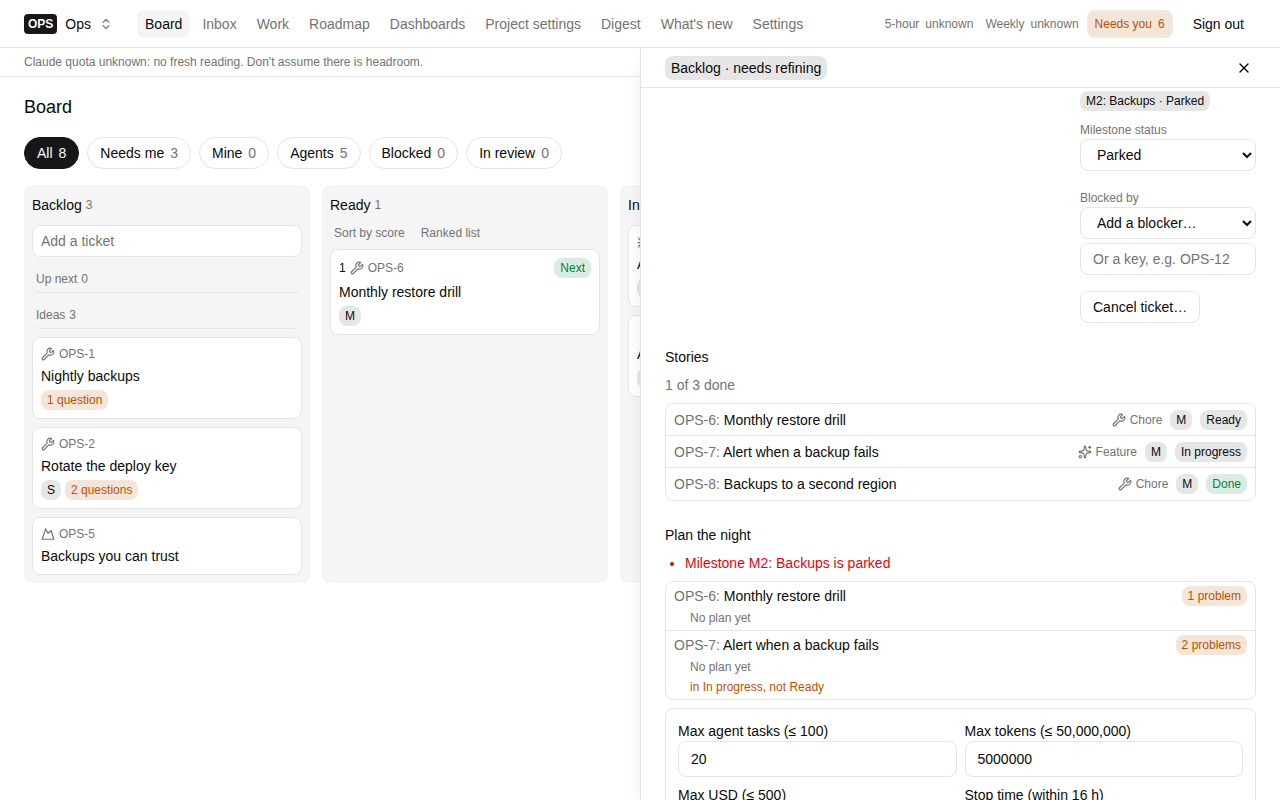 OPS Ops Board Inbox Work Roadmap Dashboards Project settings Digest What's new Settings 5-hour unknown Weekly unknown Needs you 6 Sign out
Claude quota unknown: no fresh reading. Don't assume there is headroom.
Board
All 8 Needs me 3 Mine 0 Agents 5 Blocked 0 In review 0
Backlog 3
Add a ticket
Up next 0
Ideas 3
OPS-1
Nightly backups
1 question
OPS-2
Rotate the deploy key
S 2 questions
OPS-5
Backups you can trust
Ready 1
Sort by score Ranked list
1 OPS-6 Next
Monthly restore drill
M
In
Backlog · needs refining
M2: Backups · Parked
Milestone status
Parked
Blocked by
Add a blocker…
Or a key, e.g. OPS-12
Cancel ticket…
Stories
1 of 3 done
OPS-6: Monthly restore drill Chore M Ready
OPS-7: Alert when a backup fails Feature M In progress
OPS-8: Backups to a second region Chore M Done
Plan the night
• Milestone M2: Backups is parked
OPS-6: Monthly restore drill 1 problem
No plan yet
OPS-7: Alert when a backup fails 2 problems
No plan yet
in In progress, not Ready
Max agent tasks (≤ 100) Max tokens (≤ 50,000,000)
20 5000000
Max USD (≤ 500) Stop time (within 16 h)